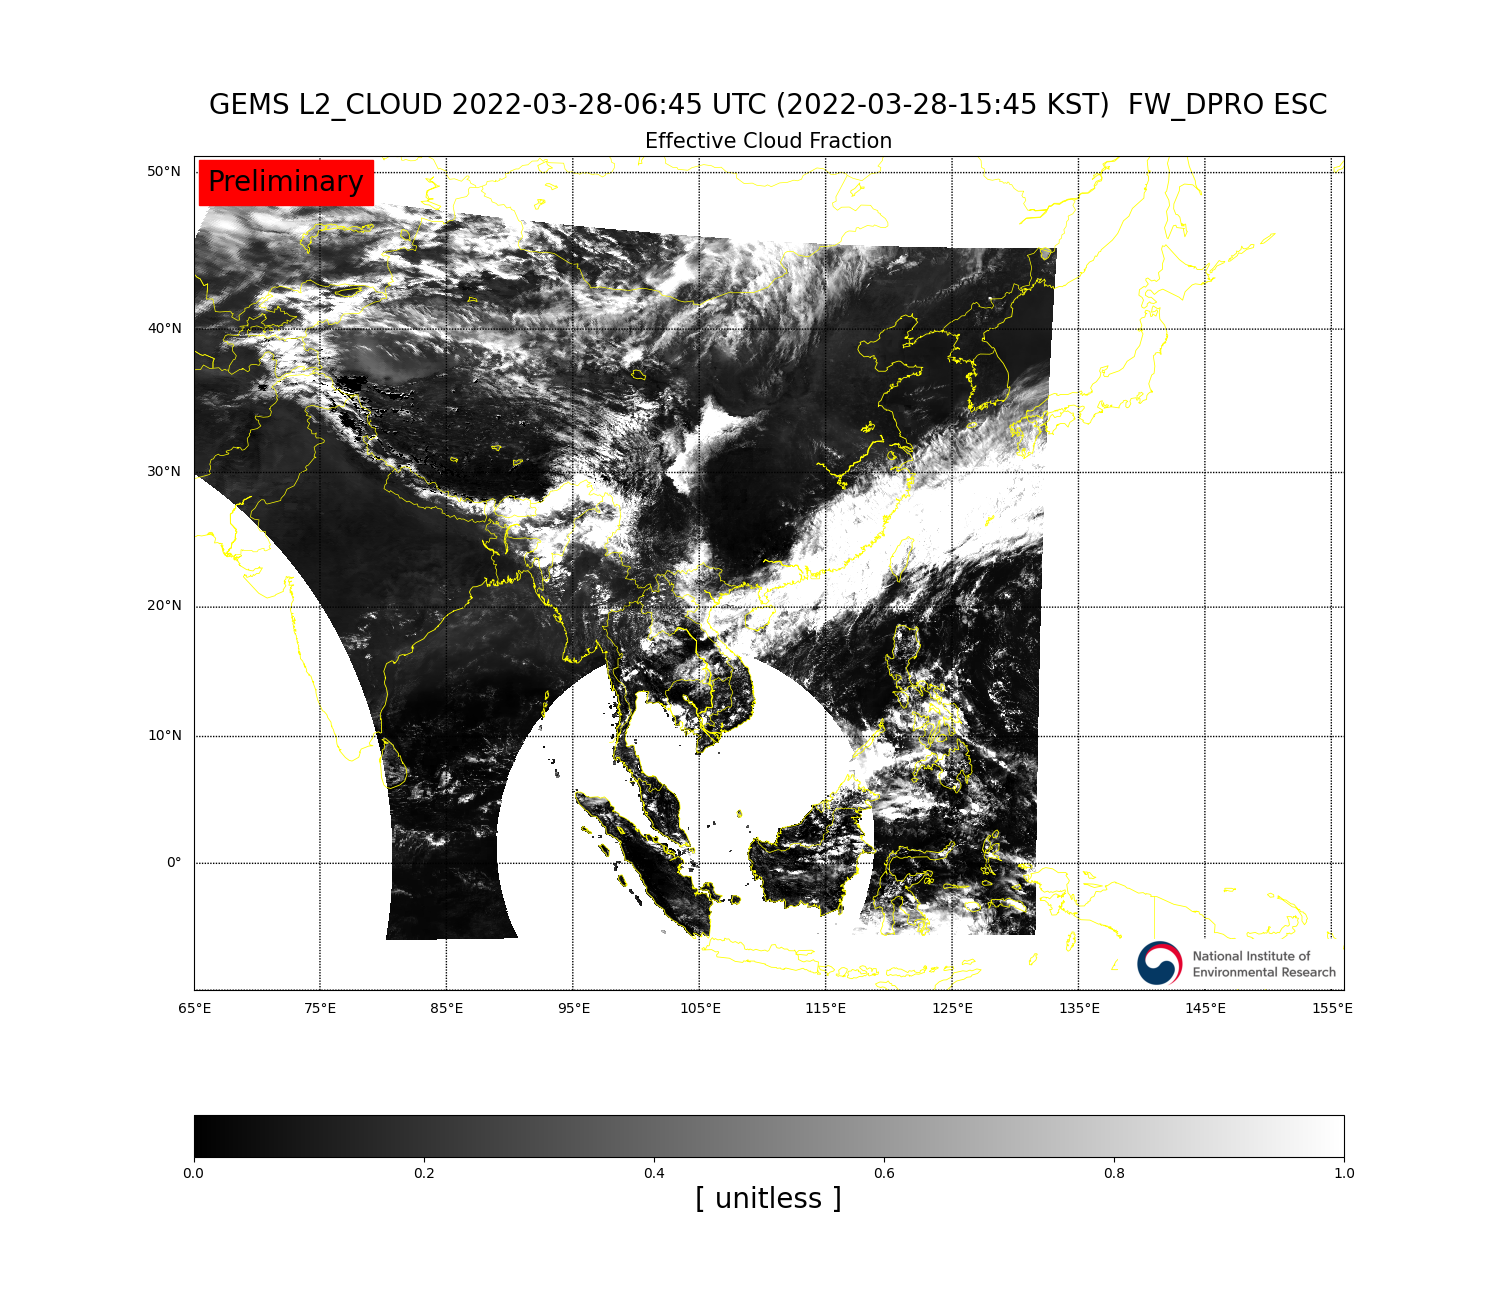 GEMS L2_CLOUD 2022-03-28-06:45 UTC (2022-03-28-15:45 KST)  FW_DPRO ESC
Effective Cloud Fraction
Preliminary
50°N
40°N
30°N
20°N
10°N
0°
National Institute of
Environmental Research
65°E 75°E 85°E 95°E 105°E 115°E 125°E 135°E 145°E 155°E
0.0 0.2 0.4 0.6 0.8 1.0
[ unitless ]